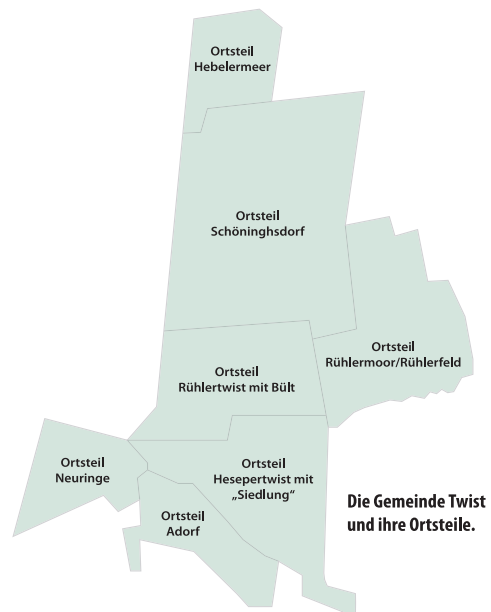 Ortsteil
Hebelermeer
Ortsteil
Schöninghsdorf
Ortsteil
Rühlermoor/Rühlerfeld
Ortsteil
Rühlertwist mit Bült
Ortsteil
Neuringe
Ortsteil
Hesepertwist mit
„Siedlung“
Ortsteil
Adorf
Die Gemeinde Twist
und ihre Ortsteile.